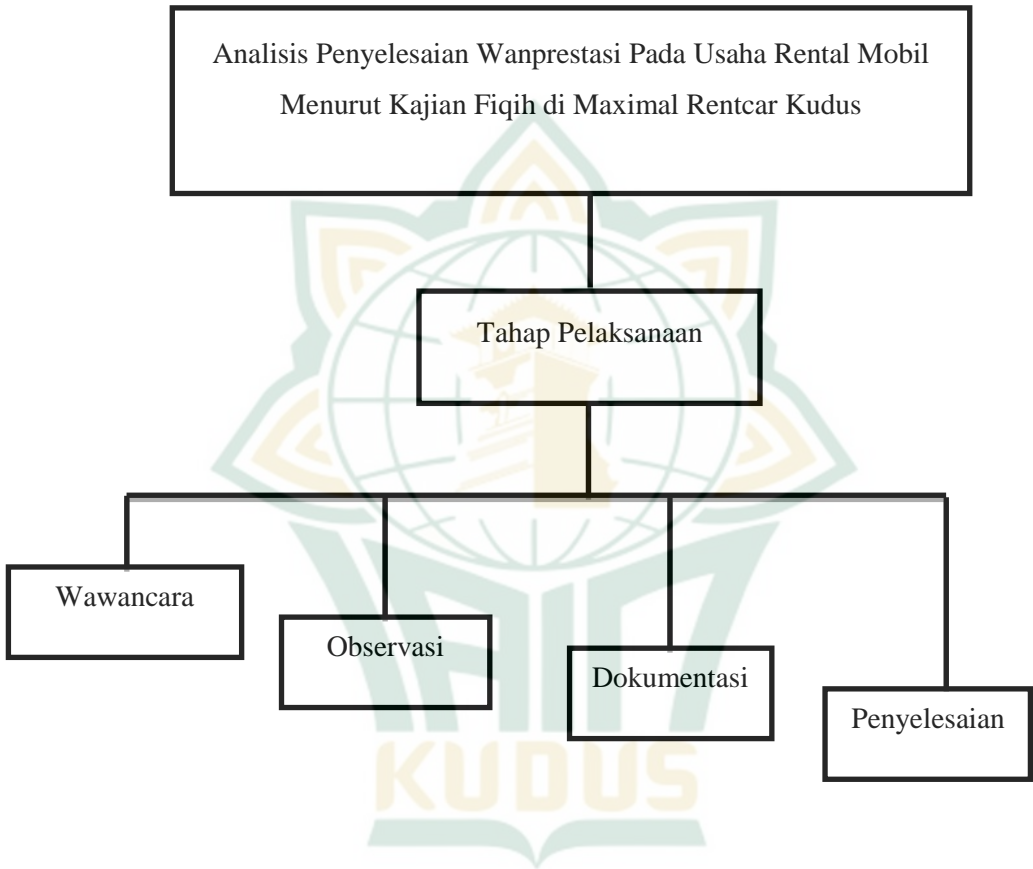 Analisis Penyelesaian Wanprestasi Pada Usaha Rental Mobil
Menurut Kajian Fiqih di Maximal Rentcar Kudus
Tahap Pelaksanaan
Wawancara
Observasi
Dokumentasi
Penyelesaian
IAIN
KUDUS